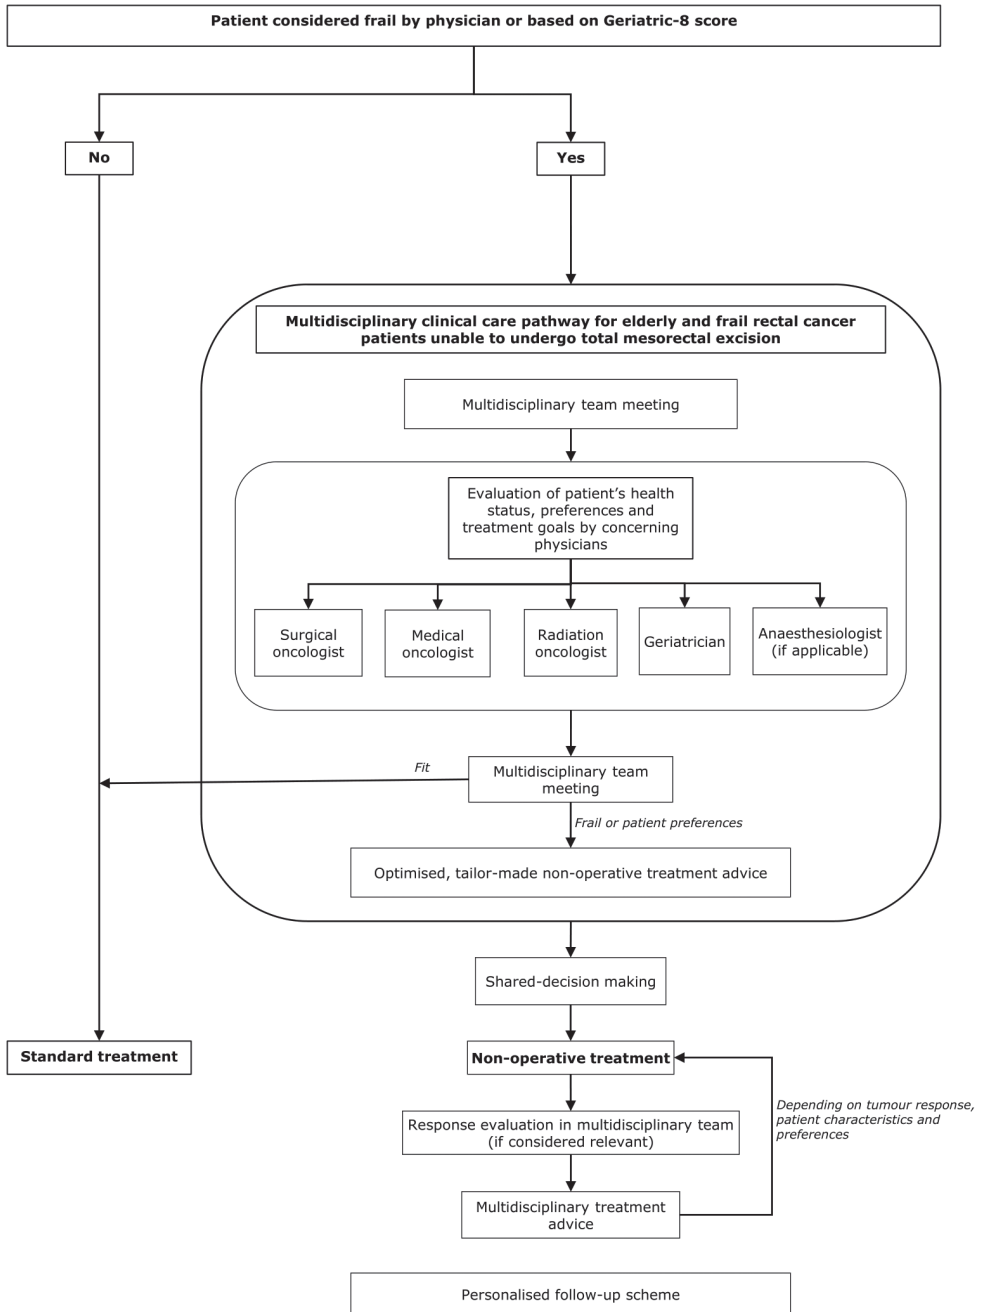 Patient considered frail by physician or based on Geriatric-8 score
No
Yes
Multidisciplinary clinical care pathway for elderly and frail rectal cancer
patients unable to undergo total mesorectal excision
Multidisciplinary team meeting
Evaluation of patient's health
status, preferences and
treatment goals by concerning
physicians
Surgical
oncologist
Medical
oncologist
Radiation
oncologist
Geriatrician
Anaesthesiologist
(if applicable)
Fit
Multidisciplinary team
meeting
Frail or patient preferences
Optimised, tailor-made non-operative treatment advice
Shared-decision making
Standard treatment
Non-operative treatment
Depending on tumour response,
patient characteristics and
preferences
Response evaluation in multidisciplinary team
(if considered relevant)
Multidisciplinary treatment
advice
Personalised follow-up scheme